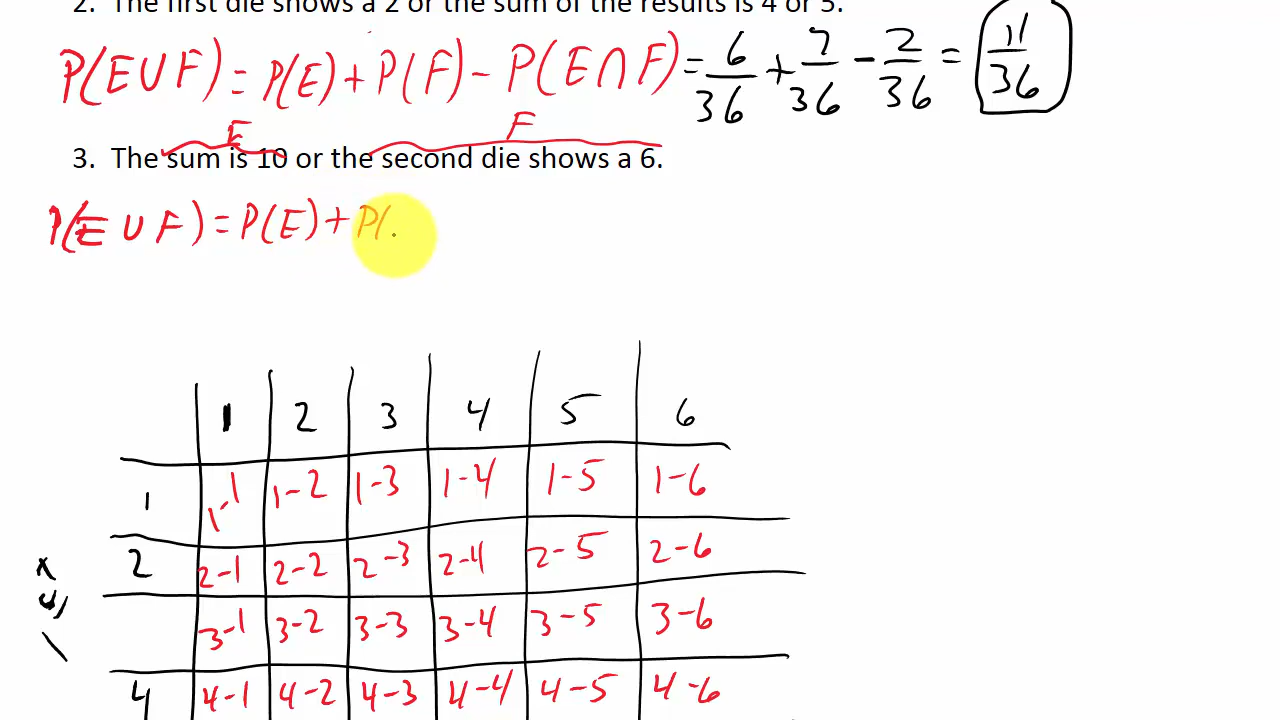 2. The first die shows a 2 or the sum of the results is 4 or 5.
P(E∪F) = P(E) + P(F) - P(E∩F) = 6/36 + 7/36 - 2/36 = 11/36
E F
3. The sum is 10 or the second die shows a 6.
P(E ∪ F) = P(E) + P(
1 2 3 4 5 6
1 1-1 1-2 1-3 1-4 1-5 1-6
2 2-1 2-2 2-3 2-4 2-5 2-6
3-1 3-2 3-3 3-4 3-5 3-6
4 4-1 4-2 4-3 4-4 4-5 4-6